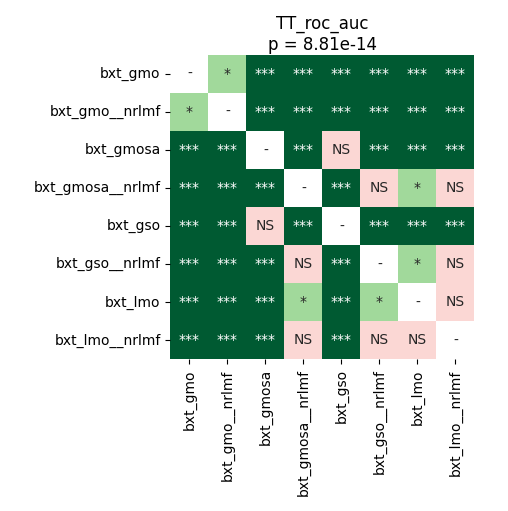 TT_roc_auc
p = 8.81e-14
bxt_gmo - * *** *** *** *** *** ***
bxt_gmo__nrlmf * - *** *** *** *** *** ***
bxt_gmosa *** *** - *** NS *** *** ***
bxt_gmosa__nrlmf *** *** *** - *** NS * NS
bxt_gso *** *** NS *** - *** *** ***
bxt_gso__nrlmf *** *** *** NS *** - * NS
bxt_lmo *** *** *** * *** * - NS
bxt_lmo__nrlmf *** *** *** NS *** NS NS -
bxt_gmo
bxt_gmo__nrlmf
bxt_gmosa
bxt_gmosa__nrlmf
bxt_gso
bxt_gso__nrlmf
bxt_lmo
bxt_lmo__nrlmf